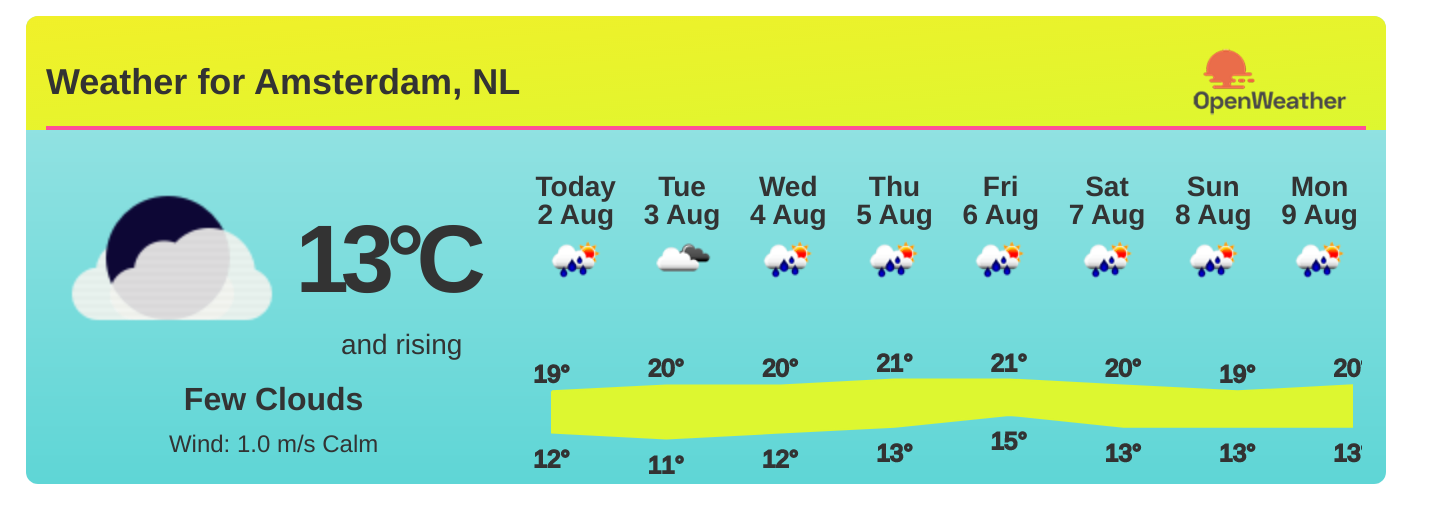 Weather for Amsterdam, NL
OpenWeather
Today Tue Wed Thu Fri Sat Sun Mon
2 Aug 3 Aug 4 Aug 5 Aug 6 Aug 7 Aug 8 Aug 9 Aug
13°C
and rising
Few Clouds
Wind: 1.0 m/s Calm
19° 20° 20° 21° 21° 20° 19° 20°
12° 11° 12° 13° 15° 13° 13° 13